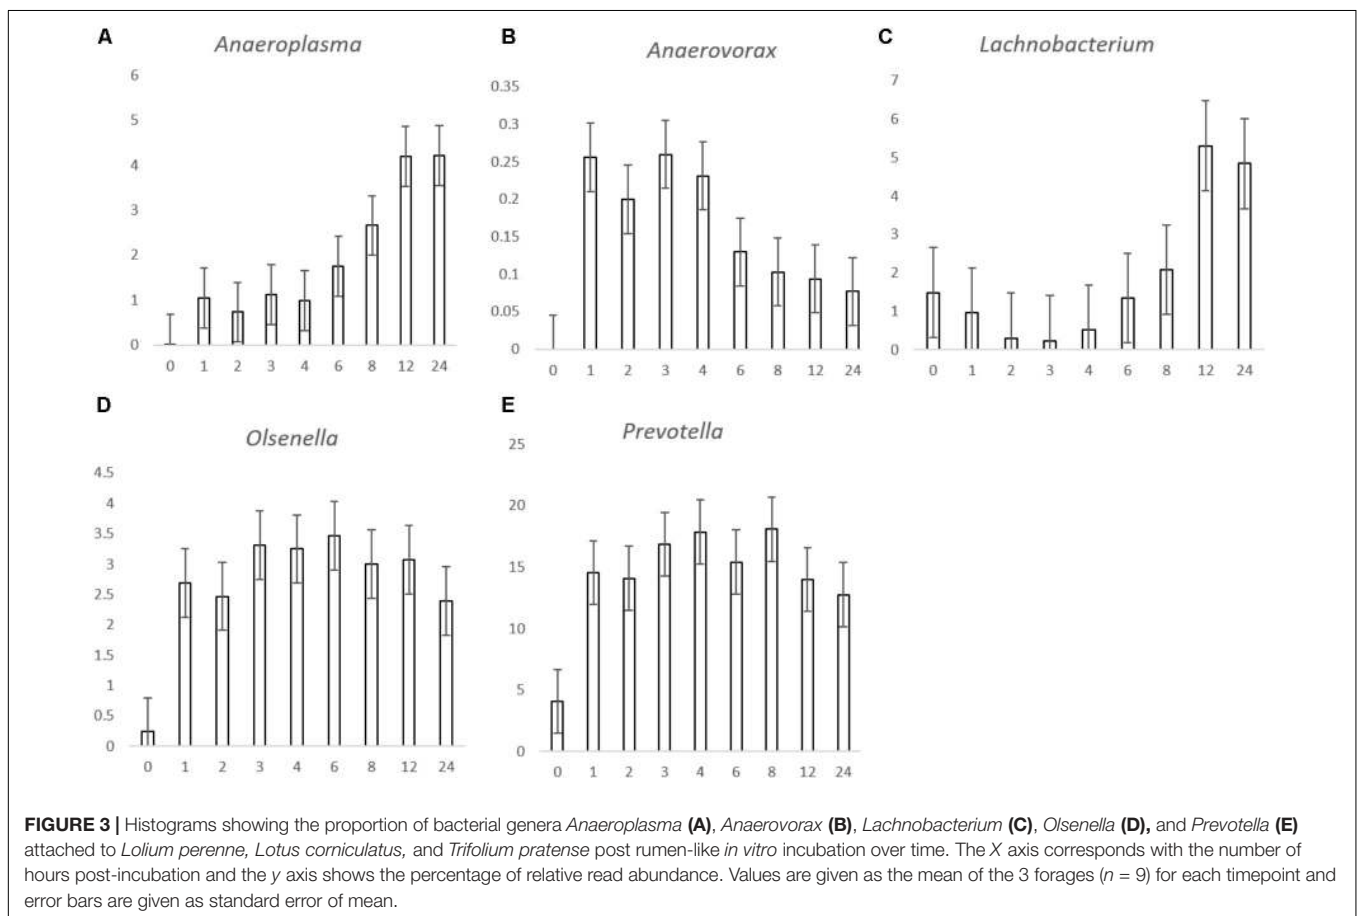 A
Anaeroplasma
6
5
4
3
2
1
0
0 1 2 3 4 6 8 12 24
B
Anaerovorax
0.35
0.3
0.25
0.2
0.15
0.1
0.05
0
0 1 2 3 4 6 8 12 24
C
Lachnobacterium
7
6
5
4
3
2
1
0
0 1 2 3 4 6 8 12 24
D
Olsenella
4.5
4
3.5
3
2.5
2
1.5
1
0.5
0
0 1 2 3 4 6 8 12 24
E
Prevotella
25
20
15
10
5
0
0 1 2 3 4 6 8 12 24
FIGURE 3 | Histograms showing the proportion of bacterial genera Anaeroplasma (A), Anaerovorax (B), Lachnobacterium (C), Olsenella (D), and Prevotella (E)
attached to Lolium perenne, Lotus corniculatus, and Trifolium pratense post rumen-like in vitro incubation over time. The X axis corresponds with the number of
hours post-incubation and the y axis shows the percentage of relative read abundance. Values are given as the mean of the 3 forages (n = 9) for each timepoint and
error bars are given as standard error of mean.